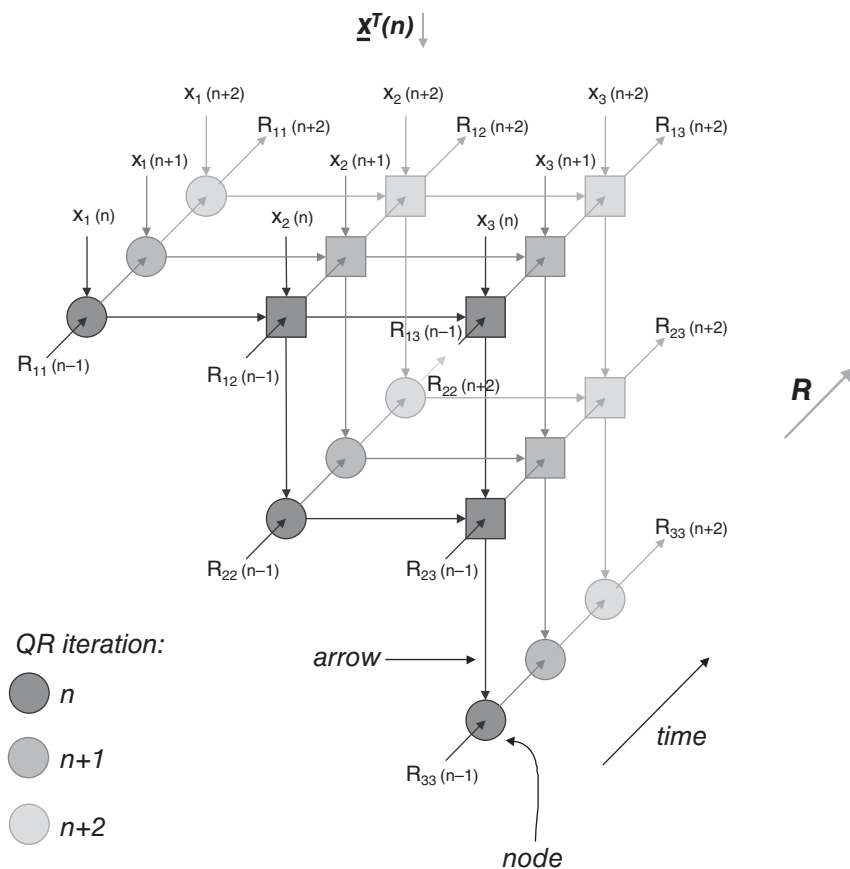 x^T(n)
x₁(n+2) x₂(n+2) x₃(n+2)
R₁₁(n+2) R₁₂(n+2) R₁₃(n+2)
x₁(n+1) x₂(n+1) x₃(n+1)
x₁(n) x₂(n) x₃(n)
R₁₃(n–1) R₂₃(n+2)
R₁₁(n–1) R₁₂(n–1)
R₂₂(n+2) R
R₃₃(n+2)
R₂₂(n–1) R₂₃(n–1)
QR iteration:
arrow
n
n+1
n+2
time
R₃₃(n–1)
node